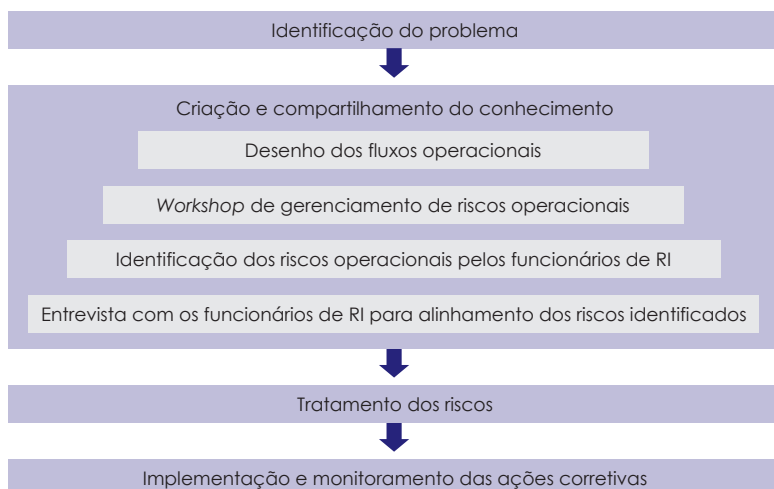 Identificação do problema
Criação e compartilhamento do conhecimento
Desenho dos fluxos operacionais
Workshop de gerenciamento de riscos operacionais
Identificação dos riscos operacionais pelos funcionários de RI
Entrevista com os funcionários de RI para alinhamento dos riscos identificados
Tratamento dos riscos
Implementação e monitoramento das ações corretivas